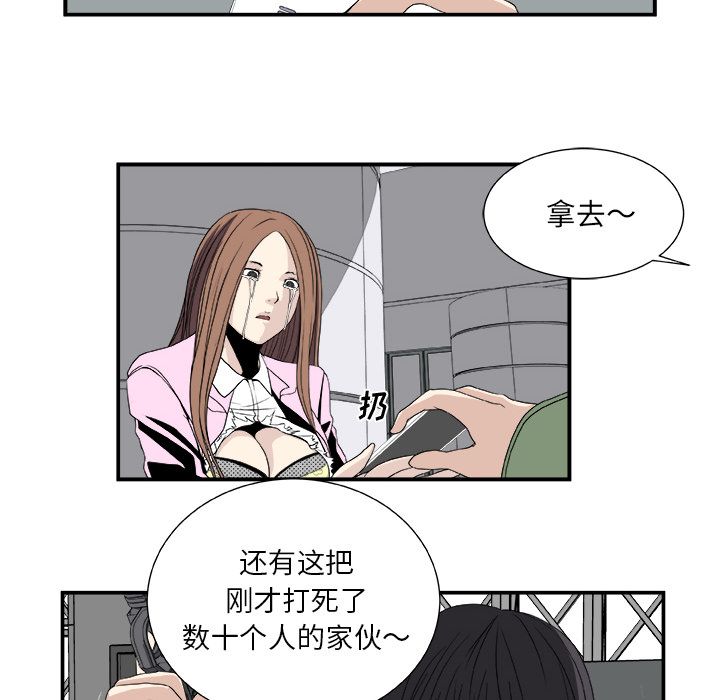 拿去～
扔
还有这把
刚才打死了
数十个人的家伙～